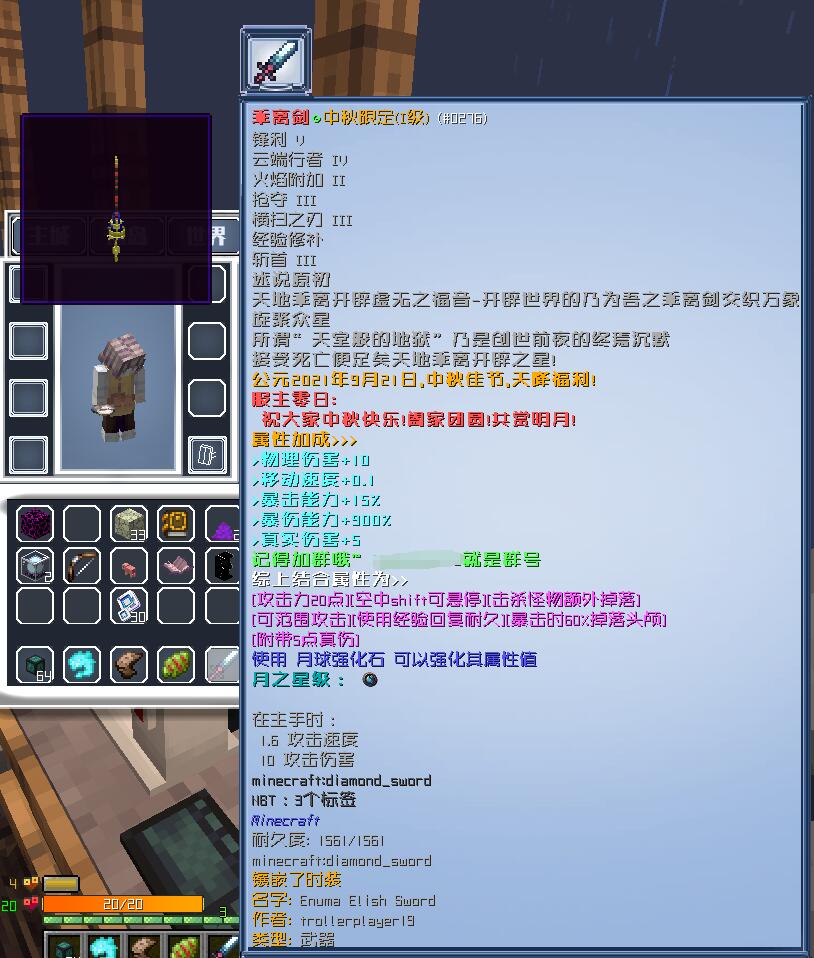 乖离剑●中秋限定(I级) (#0276)
锋利 V
云端行者 IV
火焰附加 II
抢夺 III
横扫之刃 III
经验修补
斩首 III
述说原初
天地乖离开辟虚无之福音-开辟世界的乃为吾之乖离剑交织万象
旋聚众星
所谓“天堂般的地狱”乃是创世前夜的终焉沉默
接受死亡便足矣天地乖离开辟之星!
公元2021年9月21日,中秋佳节,天降福利!
服主零日:
祝大家中秋快乐!阖家团圆!共赏明月!
属性加成>>>
›物理伤害+10
›移动速度+0.1
›暴击能力+15%
›暴伤能力+900%
›真实伤害+5
记得加群哦~ 就是群号
综上结合属性为>>
[攻击力20点][空中shift可悬停][击杀怪物额外掉落]
[可范围攻击][使用经验回复耐久][暴击时60%掉落头颅]
[附带5点真伤]
使用 月球强化石 可以强化其属性值
月之星级：
在主手时：
1.6 攻击速度
10 攻击伤害
minecraft:diamond_sword
NBT：3个标签
Minecraft
耐久度: 1561/1561
minecraft:diamond_sword
镶嵌了时装
名字: Enuma Elish Sword
作者: trollerplayer19
类型: 武器
主城 世界
33
2
2
30
64
4
20
20/20
3